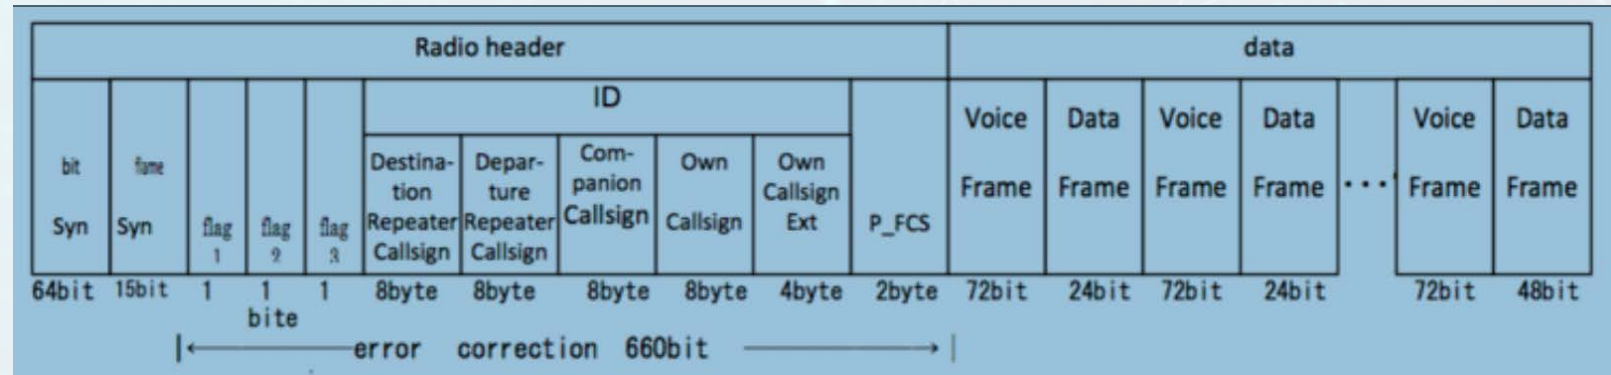 Radio header data
ID
bit
Syn
fame
Syn
flag
1
flag
2
flag
3
Destina-
tion
Repeater
Callsign
Depar-
ture
Repeater
Callsign
Com-
panion
Callsign
Own
Callsign
Own
Callsign
Ext
P_FCS
Voice
Frame
Data
Frame
Voice
Frame
Data
Frame
...
Voice
Frame
Data
Frame
64bit 15bit 1 1 1 8byte 8byte 8byte 8byte 4byte 2byte 72bit 24bit 72bit 24bit 72bit 48bit
bite
error correction 660bit